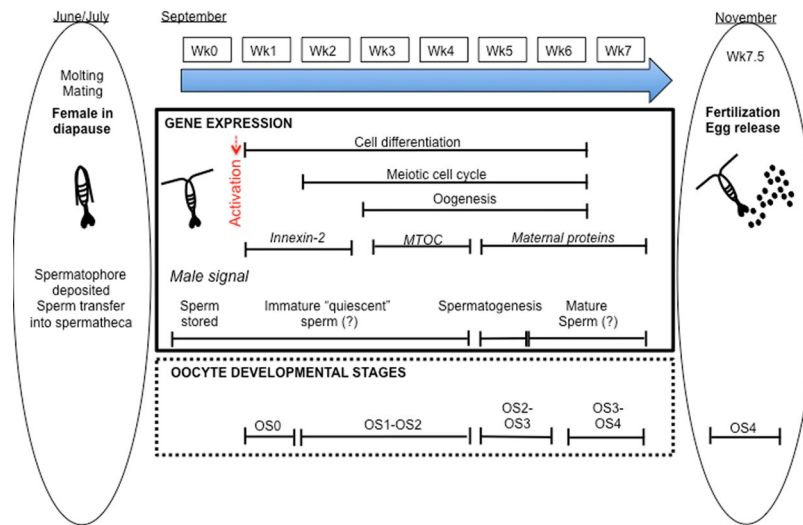 June/July
September
November
Wk0 Wk1 Wk2 Wk3 Wk4 Wk5 Wk6 Wk7
Wk7.5
Molting
Mating
Female in
diapause
Spermatophore
deposited
Sperm transfer
into spermatheca
GENE EXPRESSION
Activation
Cell differentiation
Meiotic cell cycle
Oogenesis
Innexin-2 MTOC Maternal proteins
Male signal
Sperm
stored
Immature “quiescent”
sperm (?)
Spermatogenesis
Mature
Sperm (?)
OOCYTE DEVELOPMENTAL STAGES
OS0
OS1-OS2
OS2-
OS3
OS3-
OS4
Fertilization
Egg release
OS4